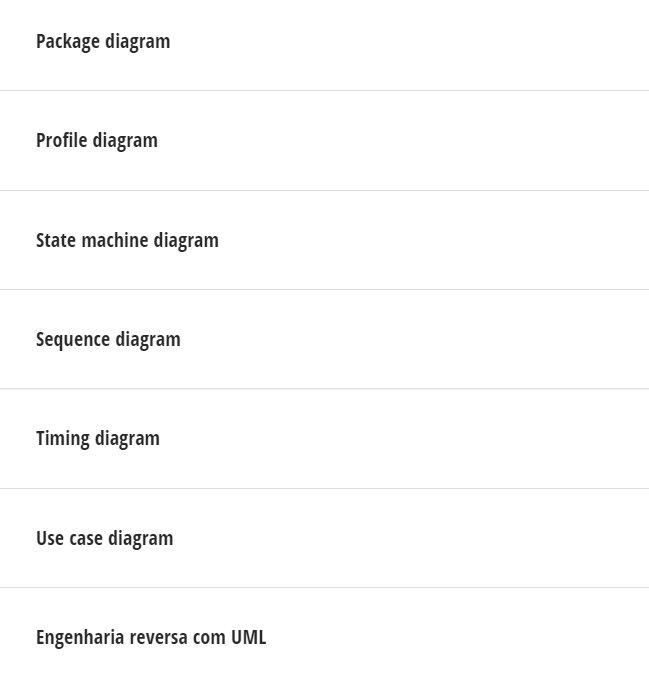 Package diagram
Profile diagram
State machine diagram
Sequence diagram
Timing diagram
Use case diagram
Engenharia reversa com UML